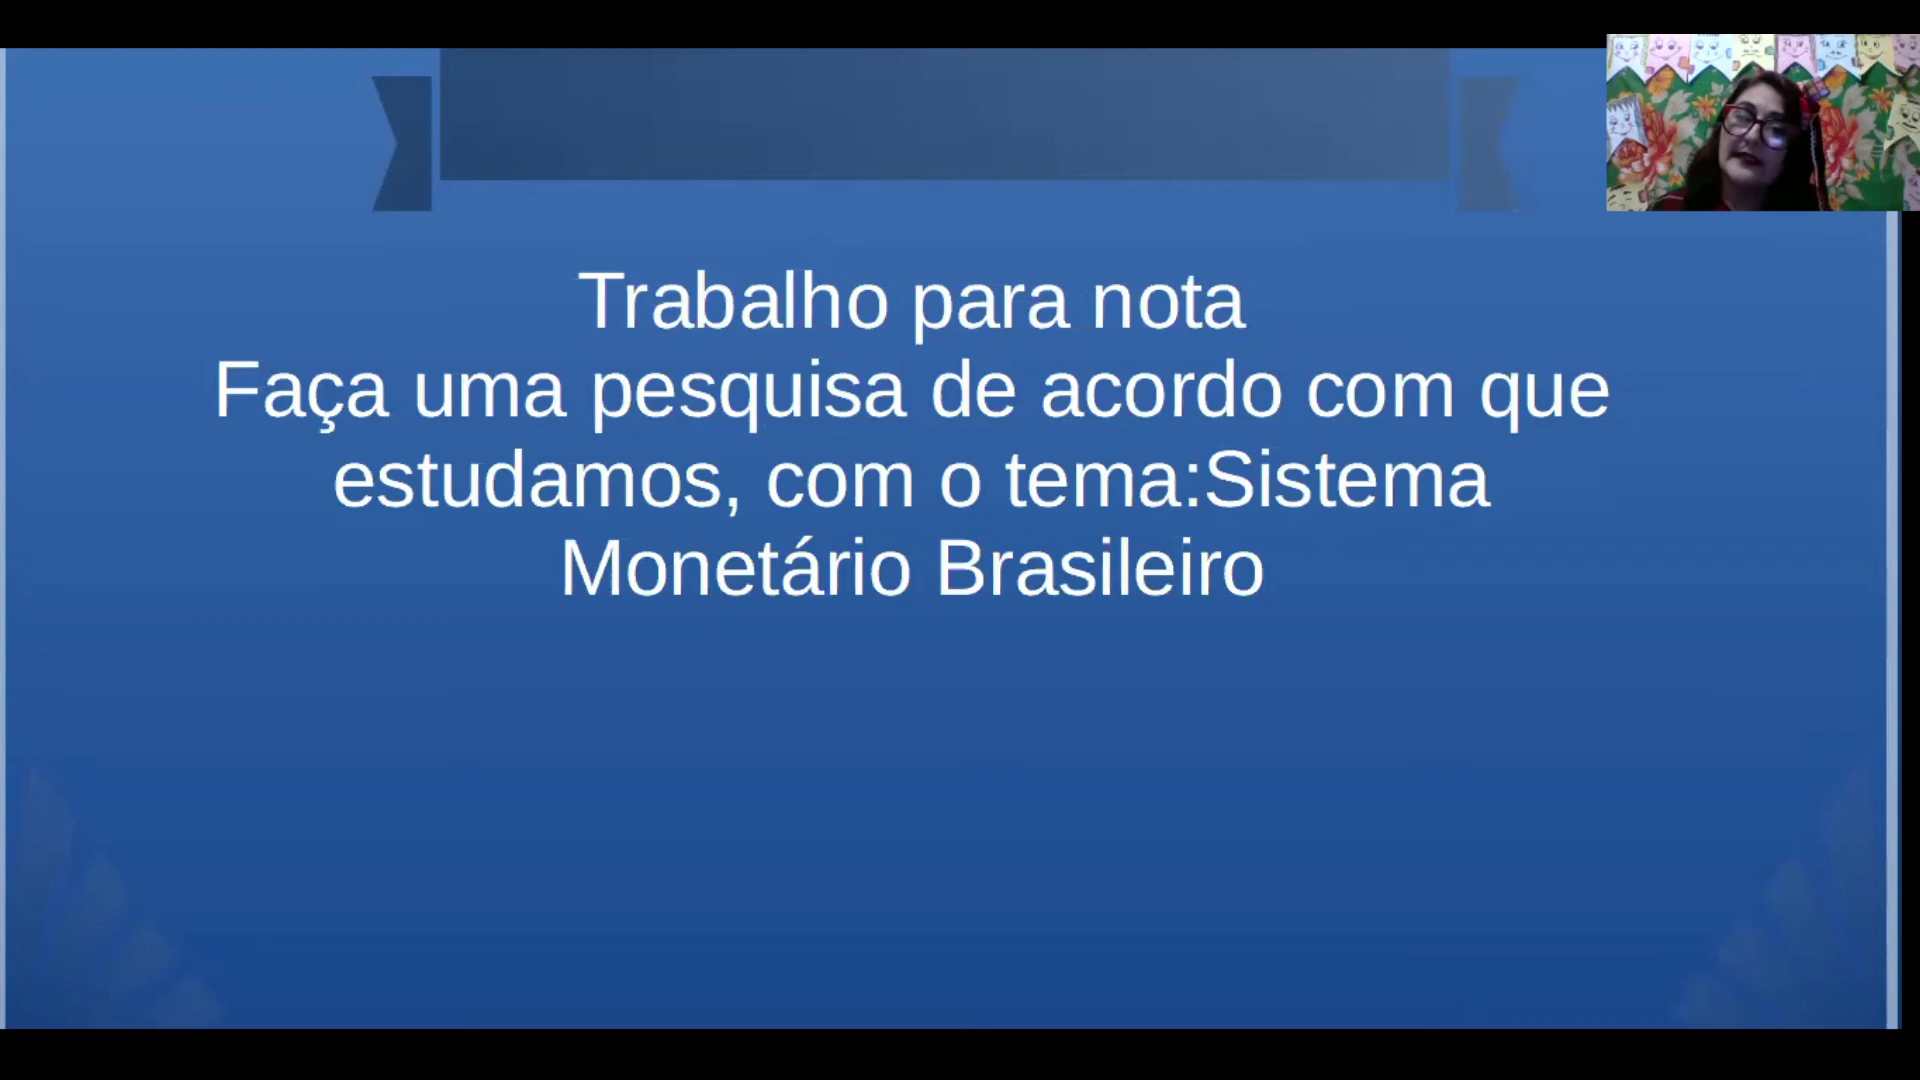 Trabalho para nota
Faça uma pesquisa de acordo com que
estudamos, com o tema:Sistema
Monetário Brasileiro